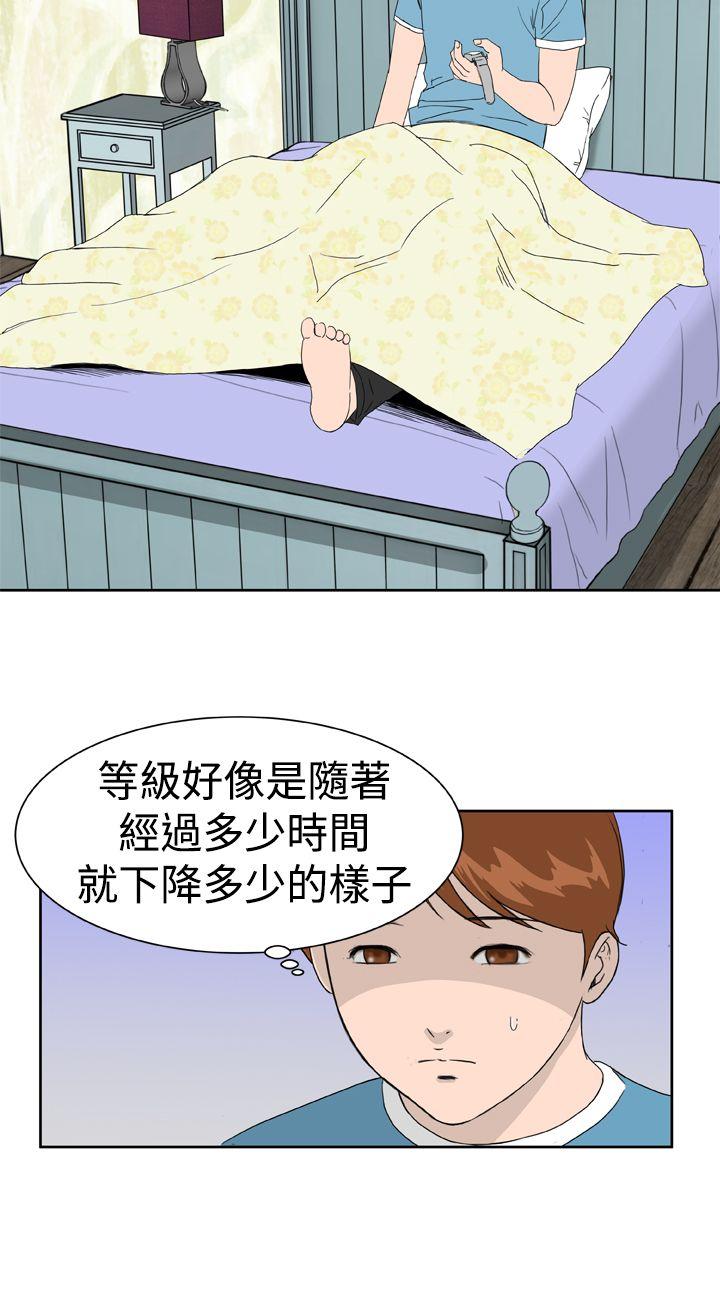 等級好像是隨著
經過多少時間
就下降多少的樣子